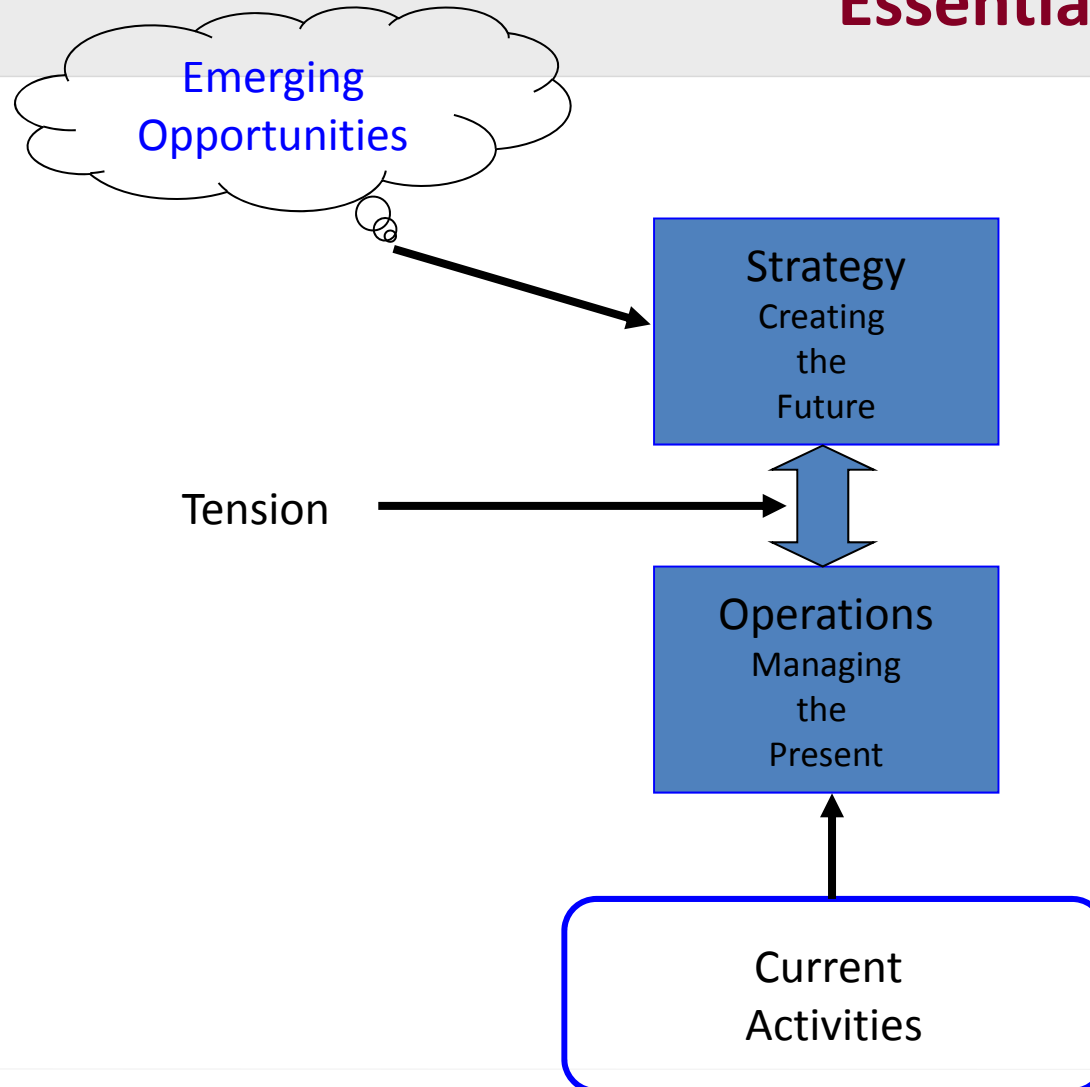 Essentia
Emerging
Opportunities
Strategy
Creating
the
Future
Tension
Operations
Managing
the
Present
Current
Activities